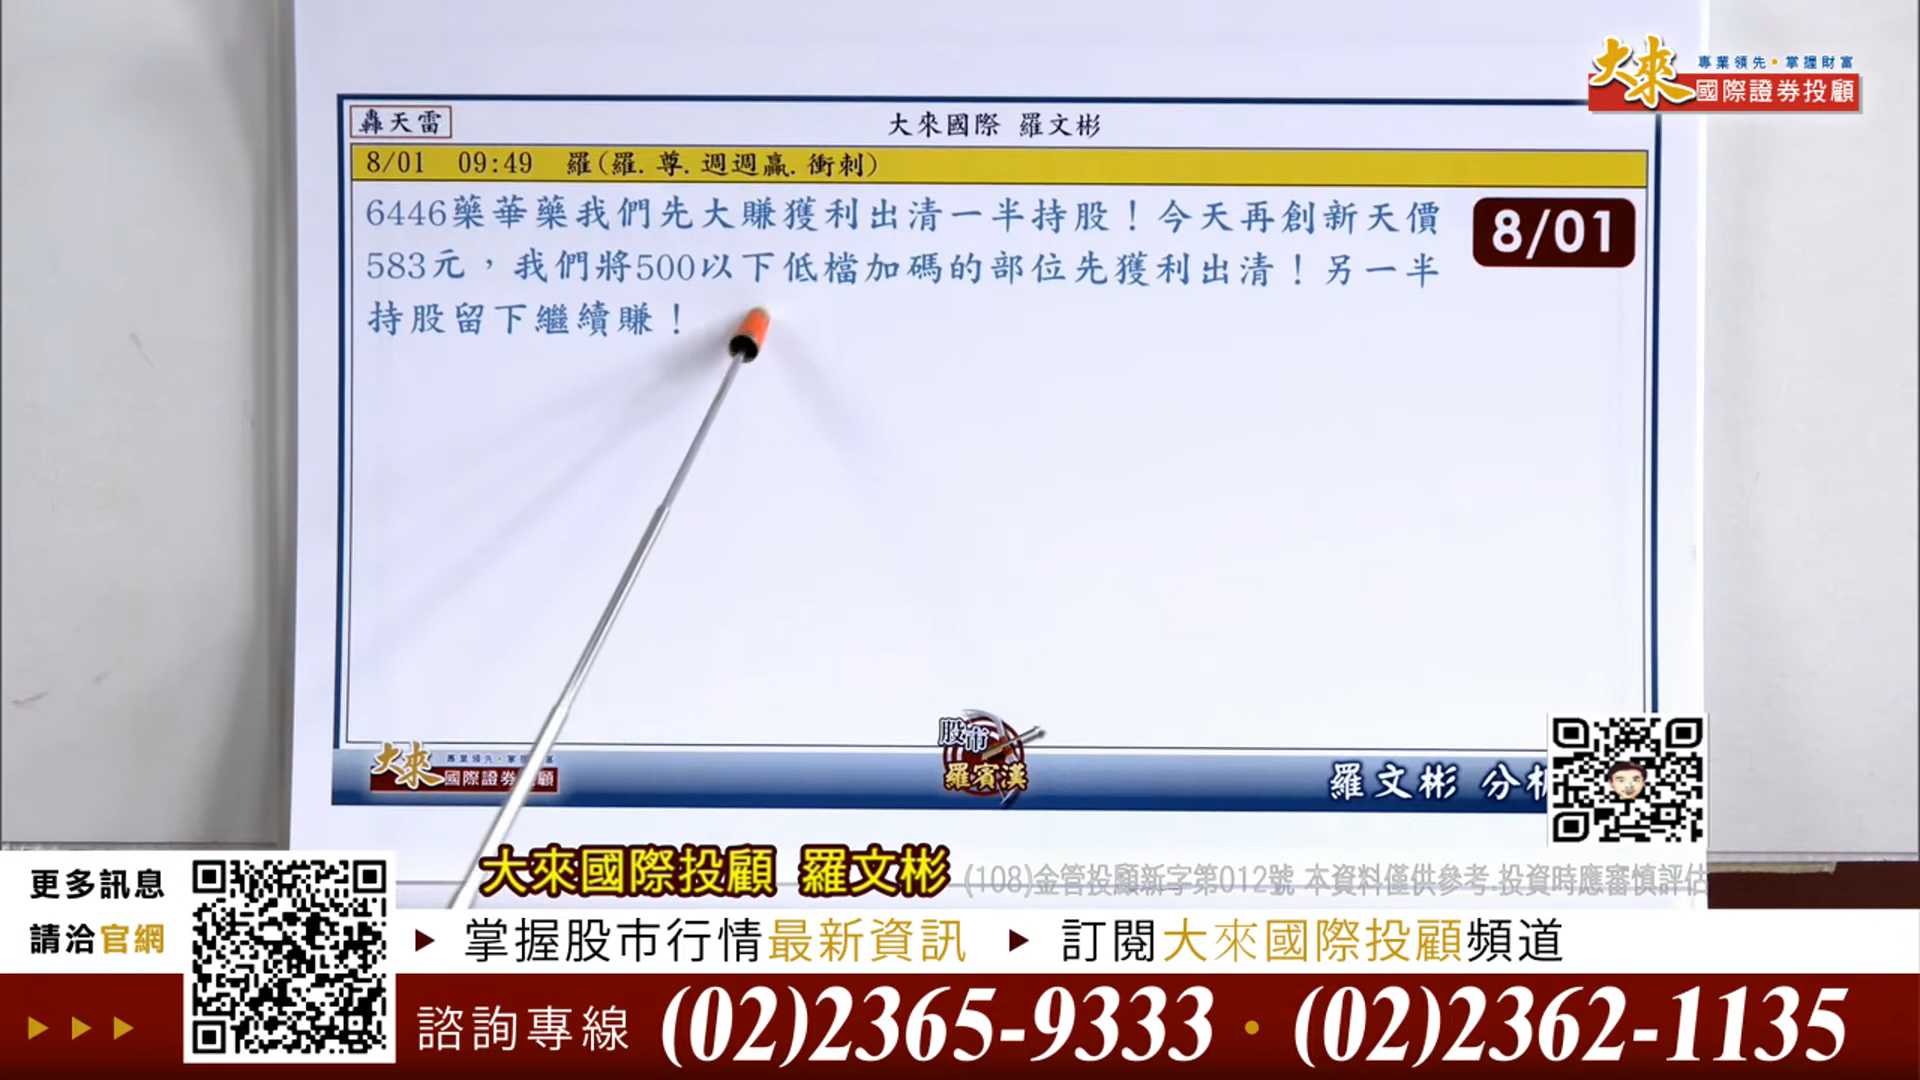 大來
專業領先•掌握財富
國際證券投顧
轟天雷
大來國際 羅文彬
8/01 09:49 羅(羅.尊.週週贏.衝刺)
6446藥華藥我們先大賺獲利出清一半持股！今天再創新天價
583元，我們將500以下低檔加碼的部位先獲利出清！另一半
持股留下繼續賺！
8/01
大來
國際證券投顧
股市
羅賓漢
羅文彬 分析
大來國際投顧 羅文彬
(108)金管投顧新字第012號 本資料僅供參考.投資時應審慎評估
更多訊息
請洽官網
掌握股市行情最新資訊 訂閱大來國際投顧頻道
諮詢專線 (02)2365-9333 • (02)2362-1135